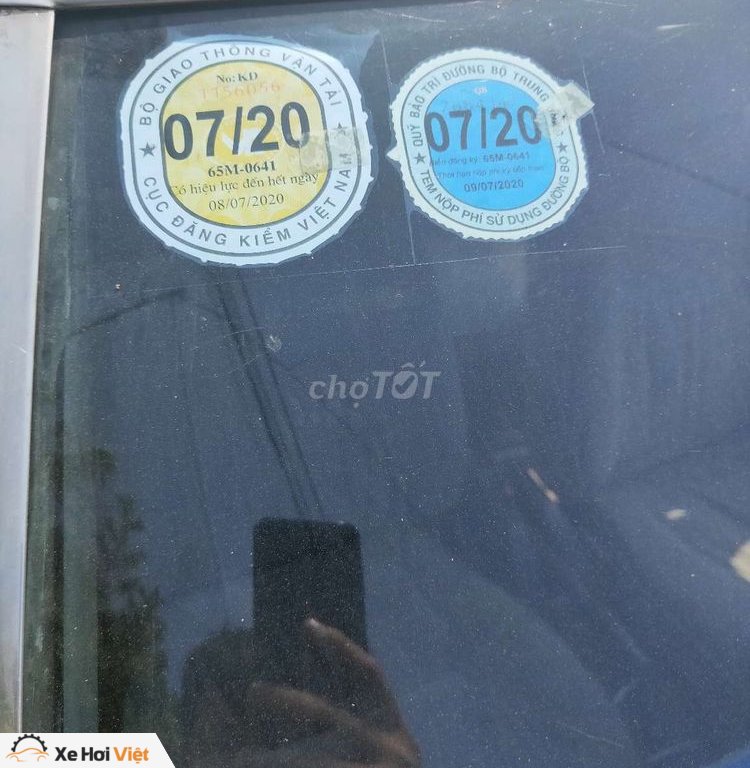 BỘ GIAO THÔNG VẬN TẢI
No: KD
1156056
07/20
65M-0641
Có hiệu lực đến hết ngày
08/07/2020
CỤC ĐĂNG KIỂM VIỆT NAM
QUỸ BẢO TRÌ ĐƯỜNG BỘ TRUNG
07/20
65M-0641
09/07/2020
TEM NỘP PHÍ SỬ DỤNG ĐƯỜNG BỘ
chợTỐT
Xe Hơi Việt